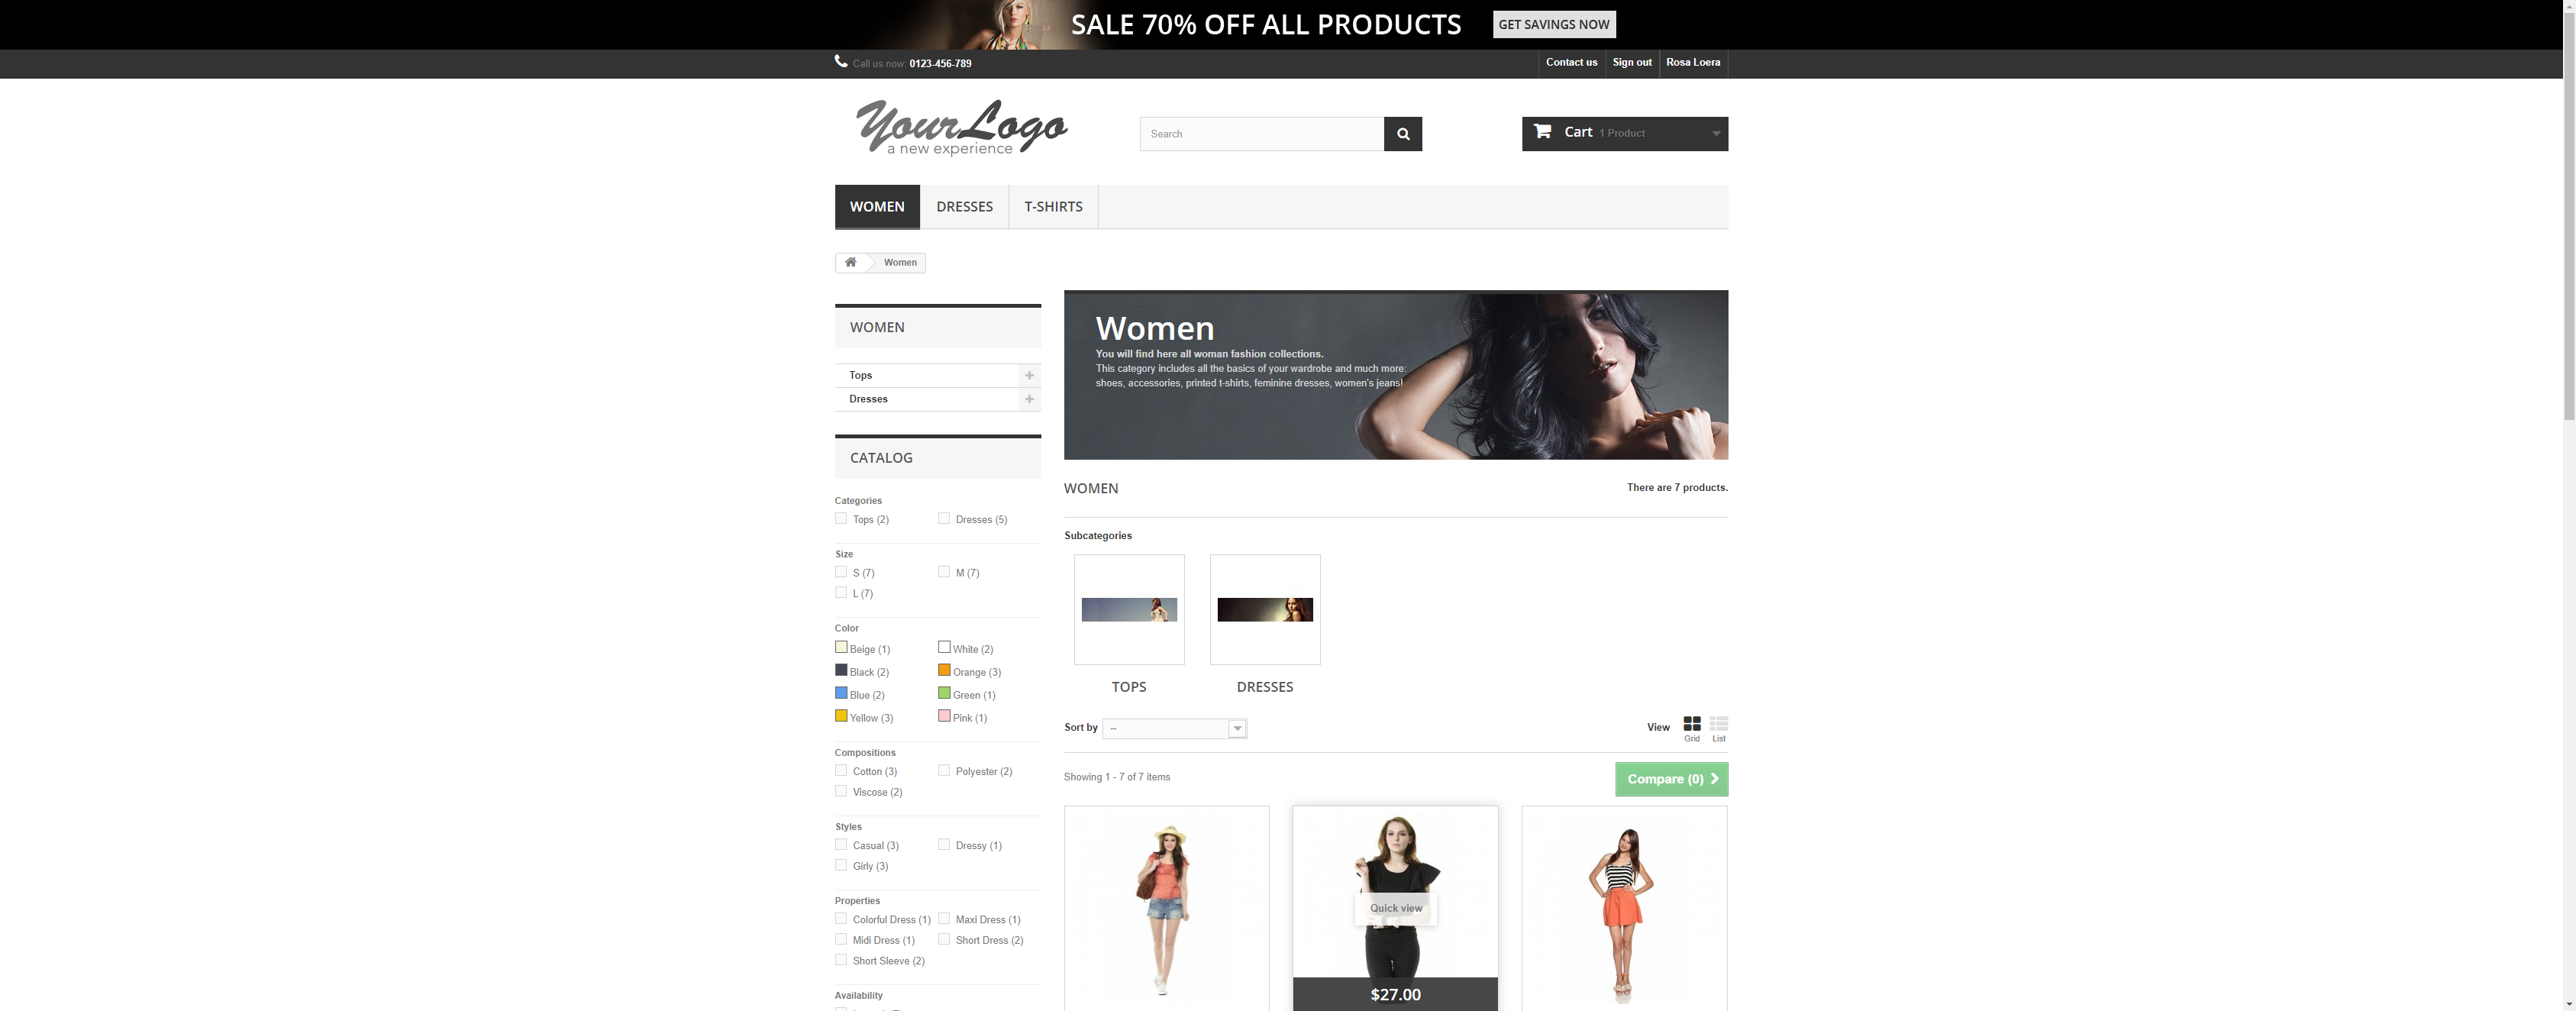 SALE 70% OFF ALL PRODUCTS GET SAVINGS NOW
Call us now: 0123-456-789
Contact us Sign out Rosa Loera
Your Logo
a new experience
Search
Cart 1 Product
WOMEN DRESSES T-SHIRTS
Women
WOMEN
Tops
Dresses
CATALOG
Categories
Tops (2) Dresses (5)
Size
S (7) M (7)
L (7)
Color
Beige (1) White (2)
Black (2) Orange (3)
Blue (2) Green (1)
Yellow (3) Pink (1)
Compositions
Cotton (3) Polyester (2)
Viscose (2)
Styles
Casual (3) Dressy (1)
Girly (3)
Properties
Colorful Dress (1) Maxi Dress (1)
Midi Dress (1) Short Dress (2)
Short Sleeve (2)
Availability
Women
You will find here all woman fashion collections.
This category includes all the basics of your wardrobe and much more:
shoes, accessories, printed t-shirts, feminine dresses, women's jeans!
WOMEN There are 7 products.
Subcategories
TOPS DRESSES
Sort by -- View Grid List
Showing 1 - 7 of 7 items Compare (0)
Quick view
$27.00